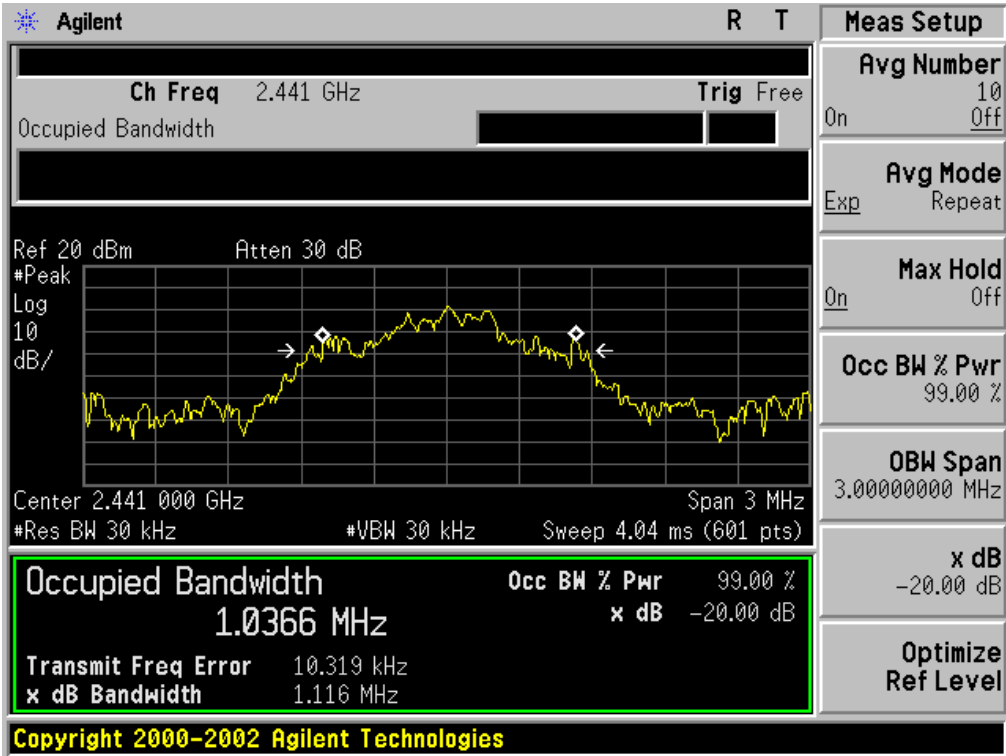 Agilent R T
Ch Freq 2.441 GHz Trig Free
Occupied Bandwidth
Ref 20 dBm Atten 30 dB
#Peak
Log
10
dB/
Center 2.441 000 GHz Span 3 MHz
#Res BW 30 kHz #VBW 30 kHz Sweep 4.04 ms (601 pts)
Occupied Bandwidth
1.0366 MHz
Occ BW % Pwr 99.00 %
x dB -20.00 dB
Transmit Freq Error 10.319 kHz
x dB Bandwidth 1.116 MHz
Copyright 2000-2002 Agilent Technologies
Meas Setup
Avg Number
10
On Off
Avg Mode
Exp Repeat
Max Hold
On Off
Occ BW % Pwr
99.00 %
OBW Span
3.00000000 MHz
x dB
-20.00 dB
Optimize
Ref Level